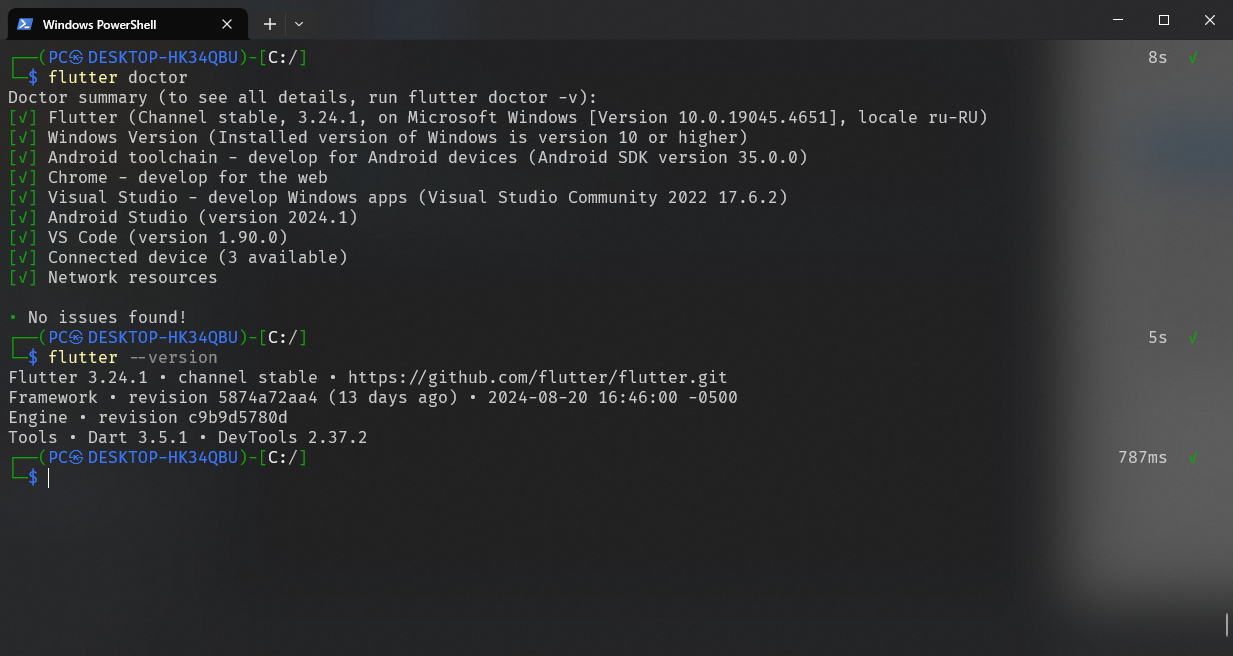 Windows PowerShell
┌──(PC㉿DESKTOP-HK34QBU)-[C:/] 8s √
└─$ flutter doctor
Doctor summary (to see all details, run flutter doctor -v):
[√] Flutter (Channel stable, 3.24.1, on Microsoft Windows [Version 10.0.19045.4651], locale ru-RU)
[√] Windows Version (Installed version of Windows is version 10 or higher)
[√] Android toolchain - develop for Android devices (Android SDK version 35.0.0)
[√] Chrome - develop for the web
[√] Visual Studio - develop Windows apps (Visual Studio Community 2022 17.6.2)
[√] Android Studio (version 2024.1)
[√] VS Code (version 1.90.0)
[√] Connected device (3 available)
[√] Network resources
• No issues found!
┌──(PC㉿DESKTOP-HK34QBU)-[C:/] 5s √
└─$ flutter --version
Flutter 3.24.1 • channel stable • https://github.com/flutter/flutter.git
Framework • revision 5874a72aa4 (13 days ago) • 2024-08-20 16:46:00 -0500
Engine • revision c9b9d5780d
Tools • Dart 3.5.1 • DevTools 2.37.2
┌──(PC㉿DESKTOP-HK34QBU)-[C:/] 787ms √
└─$